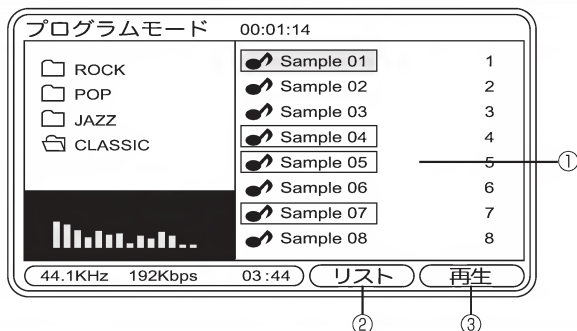 プログラムモード 00:01:14
ROCK
POP
JAZZ
CLASSIC
Sample 01 1
Sample 02 2
Sample 03 3
Sample 04 4
Sample 05 5
Sample 06 6
Sample 07 7
Sample 08 8
①
44.1KHz 192Kbps 03:44 リスト 再生
② ③